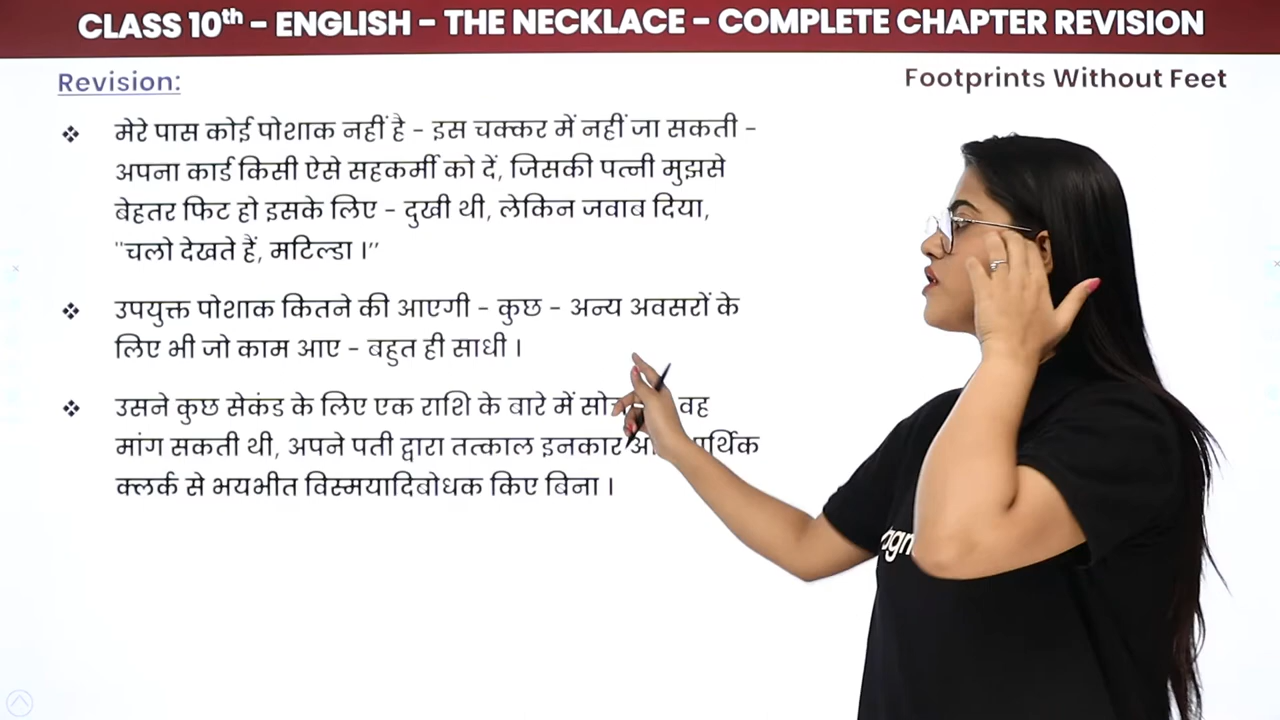 CLASS 10th – ENGLISH – THE NECKLACE – COMPLETE CHAPTER REVISION
Revision:
Footprints Without Feet
❖ मेरे पास कोई पोशाक नहीं है - इस चक्कर में नहीं जा सकती -
अपना कार्ड किसी ऐसे सहकर्मी को दें, जिसकी पत्नी मुझसे
बेहतर फिट हो इसके लिए - दुखी थी, लेकिन जवाब दिया,
"चलो देखते हैं, मटिल्डा ।"
❖ उपयुक्त पोशाक कितने की आएगी - कुछ - अन्य अवसरों के
लिए भी जो काम आए - बहुत ही साधी ।
❖ उसने कुछ सेकंड के लिए एक राशि के बारे में वह
मांग सकती थी, अपने पती द्वारा तत्काल इनकार
क्लर्क से भयभीत विस्मयादिबोधक किए बिना ।